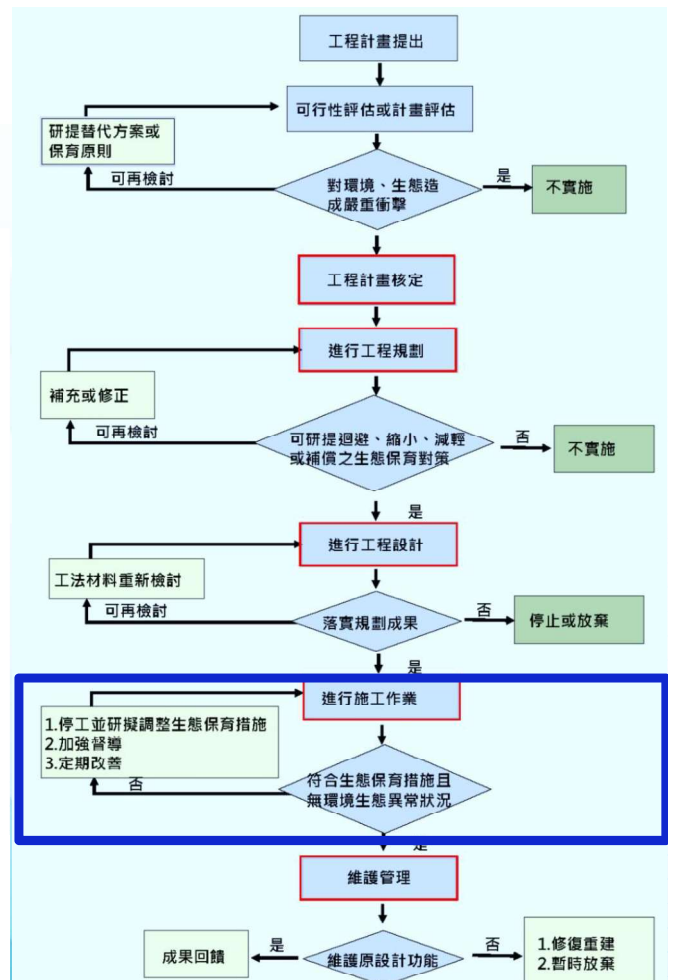 工程計畫提出
可行性評估或計畫評估
研提替代方案或
保育原則
可再檢討
對環境、生態造
成嚴重衝擊
是
不實施
工程計畫核定
進行工程規劃
補充或修正
可再檢討
可研提迴避、縮小、減輕
或補償之生態保育對策
否
不實施
是
進行工程設計
工法材料重新檢討
可再檢討
落實規劃成果
否
停止或放棄
是
進行施工作業
1.停工並研擬調整生態保育措施
2.加強督導
3.定期改善
否
符合生態保育措施且
無環境生態異常狀況
是
維護管理
成果回饋
是
維護原設計功能
否
1.修復重建
2.暫時放棄